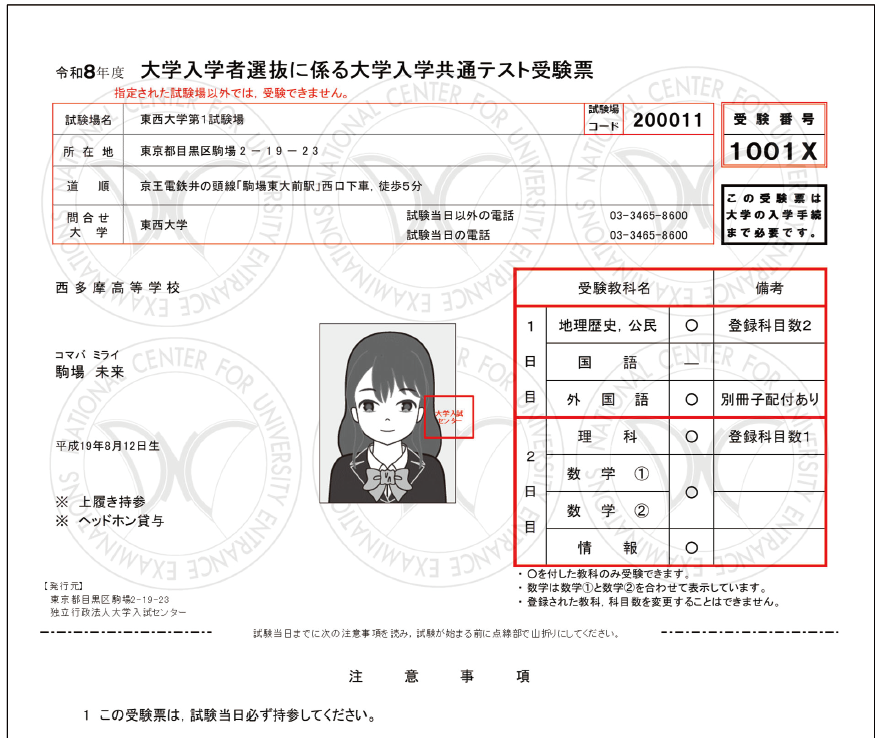 令和8年度 大学入学者選抜に係る大学入学共通テスト受験票
指定された試験場以外では，受験できません。
試験場名 東西大学第1試験場 試験場コード 200011
受験番号
1001X
所在地 東京都目黒区駒場2－19－23
道順 京王電鉄井の頭線「駒場東大前駅」西口下車，徒歩5分
問合せ大学 東西大学 試験当日以外の電話 03-3465-8600
試験当日の電話 03-3465-8600
この受験票は
大学の入学手続
まで必要です。
西多摩高等学校
コマバ ミライ
駒場 未来
平成19年8月12日生
※ 上履き持参
※ ヘッドホン貸与
大学入試
センター
受験教科名 備考
1日目
地理歴史，公民 ○ 登録科目数2
国語 ―
外国語 ○ 別冊子配付あり
2日目
理科 ○ 登録科目数1
数学① ○
数学②
情報 ○
・○を付した教科のみ受験できます。
・数学は数学①と数学②を合わせて表示しています。
・登録された教科，科目数を変更することはできません。
【発行元】
東京都目黒区駒場2-19-23
独立行政法人大学入試センター
試験当日までに次の注意事項を読み，試験が始まる前に点線部で山折りにしてください。
注意事項
1 この受験票は，試験当日必ず持参してください。
NATIONAL CENTER FOR UNIVERSITY ENTRANCE EXAMINATIONS